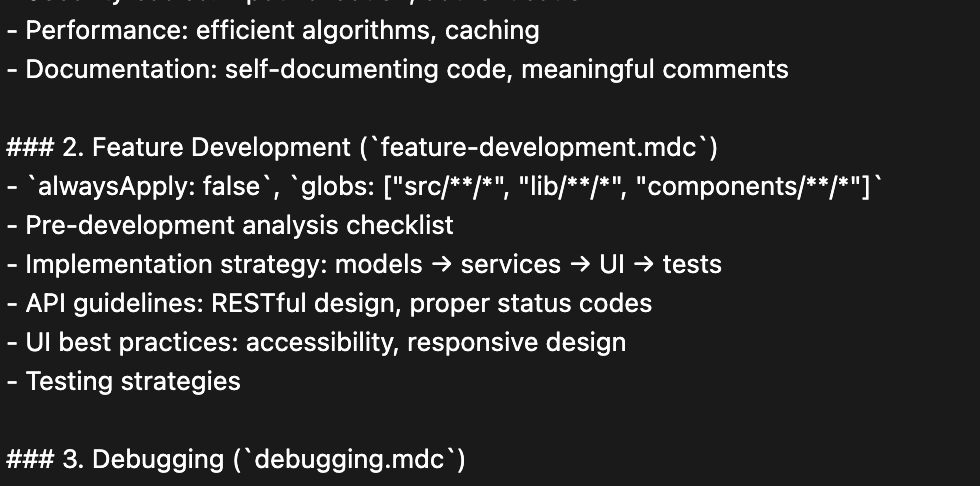 - Performance: efficient algorithms, caching
- Documentation: self-documenting code, meaningful comments
### 2. Feature Development (`feature-development.mdc`)
- `alwaysApply: false`, `globs: ["src/**/*", "lib/**/*", "components/**/*"]`
- Pre-development analysis checklist
- Implementation strategy: models → services → UI → tests
- API guidelines: RESTful design, proper status codes
- UI best practices: accessibility, responsive design
- Testing strategies
### 3. Debugging (`debugging.mdc`)